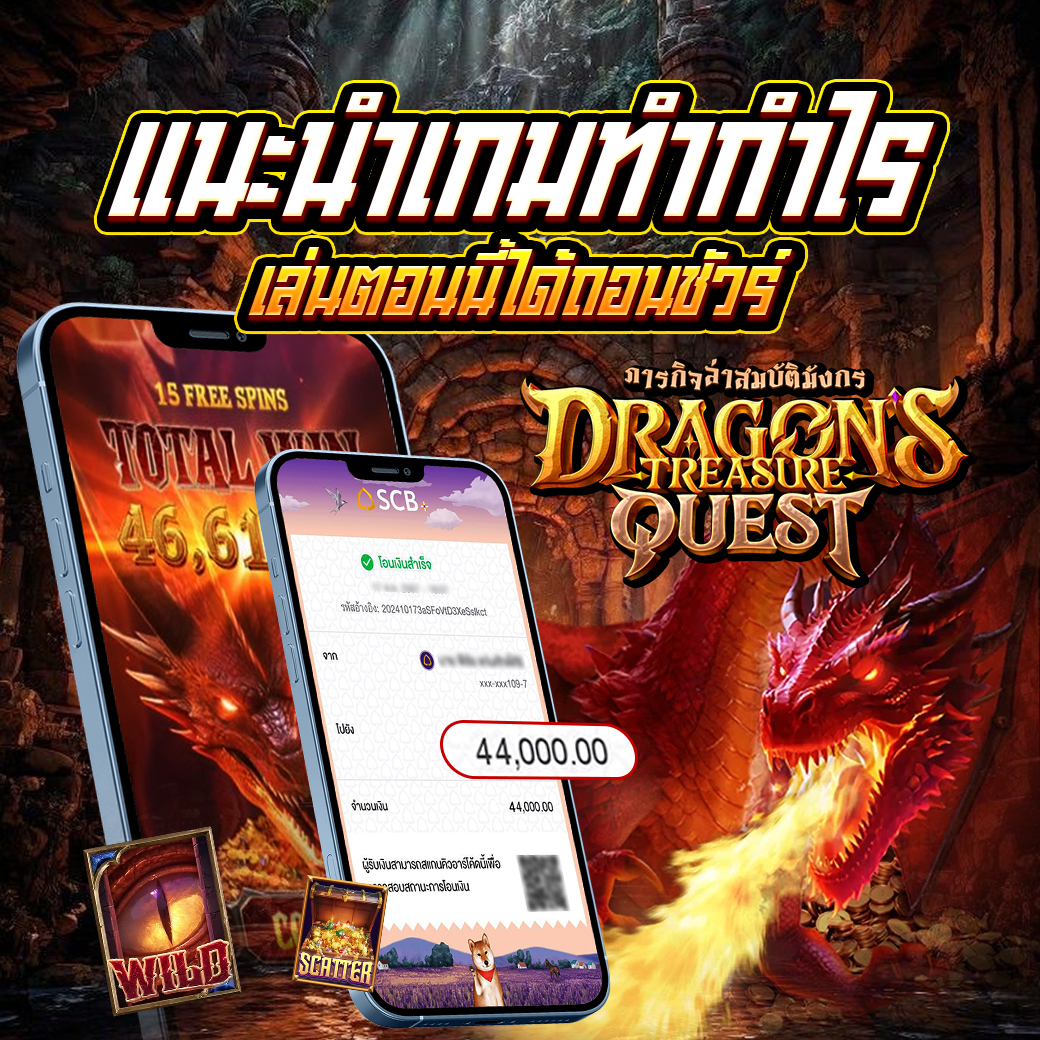 แนะนำเกมทำกำไร
เล่นตอนนี้ได้ถอนชัวร์
ภารกิจล่าสมบัติมังกร
DRAGON'S
TREASURE
QUEST
15 FREE SPINS
TOTAL WIN
46,61
SCB
โอนเงินสำเร็จ
รหัสอ้างอิง: 202410173aSFoVtD3XeSslkct
จาก
xxx-xxx109-7
ไปยัง
44,000.00
จำนวนเงิน 44,000.00
ผู้รับเงินสามารถสแกนคิวอาร์โค้ดนี้เพื่อ
สอบสถานะการโอนเงิน
WILD
SCATTER